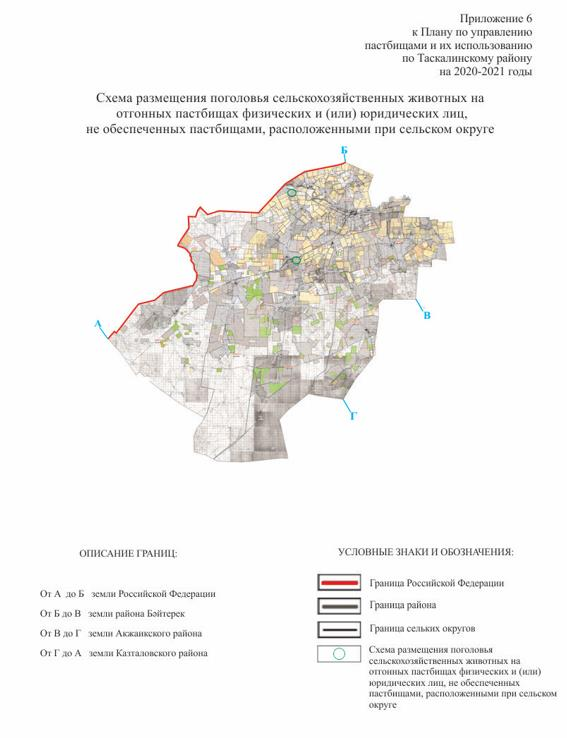 Приложение 6
к Плану по управлению
пастбищами и их использованию
по Таскалинскому району
на 2020-2021 годы
Схема размещения поголовья сельскохозяйственных животных на
отгонных пастбищах физических и (или) юридических лиц,
не обеспеченных пастбищами, расположенными при сельском округе
Б
А
В
Г
ОПИСАНИЕ ГРАНИЦ:
От А до Б земли Российской Федерации
От Б до В земли района Бәйтерек
От В до Г земли Акжаикского района
От Г до А земли Казталовского района
УСЛОВНЫЕ ЗНАКИ И ОБОЗНАЧЕНИЯ:
Граница Российской Федерации
Граница района
Граница сельких округов
Схема размещения поголовья
сельскохозяйственных животных на
отгонных пастбищах физических и (или)
юридических лиц, не обеспеченных
пастбищами, расположенными при сельском
округе